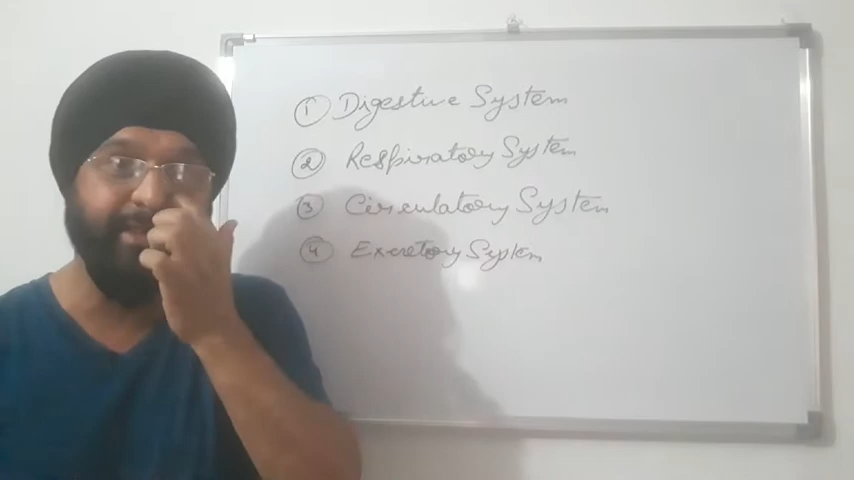 ① Digestive System
② Respiratory System
③ Circulatory System
④ Excretory System